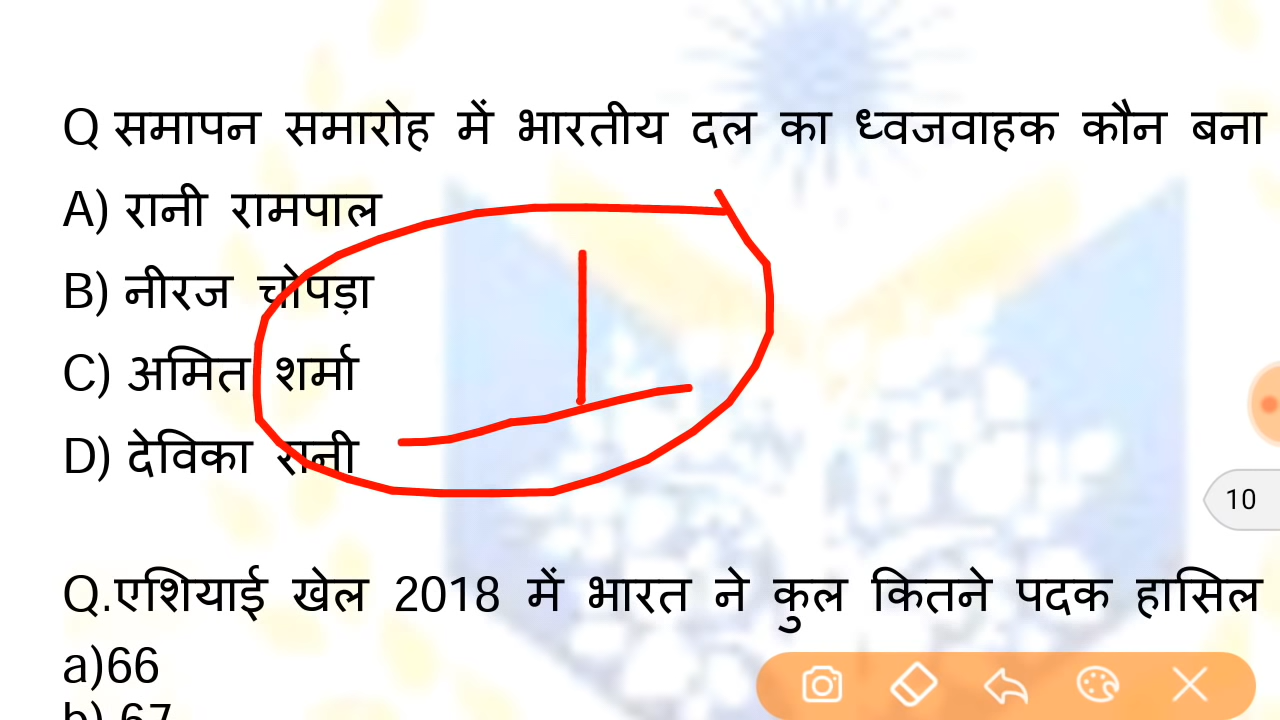 Q समापन समारोह में भारतीय दल का ध्वजवाहक कौन बना
A) रानी रामपाल
B) नीरज चोपड़ा
C) अमित शर्मा
D) देविका रानी
10
Q.एशियाई खेल 2018 में भारत ने कुल कितने पदक हासिल
a)66
b) 67